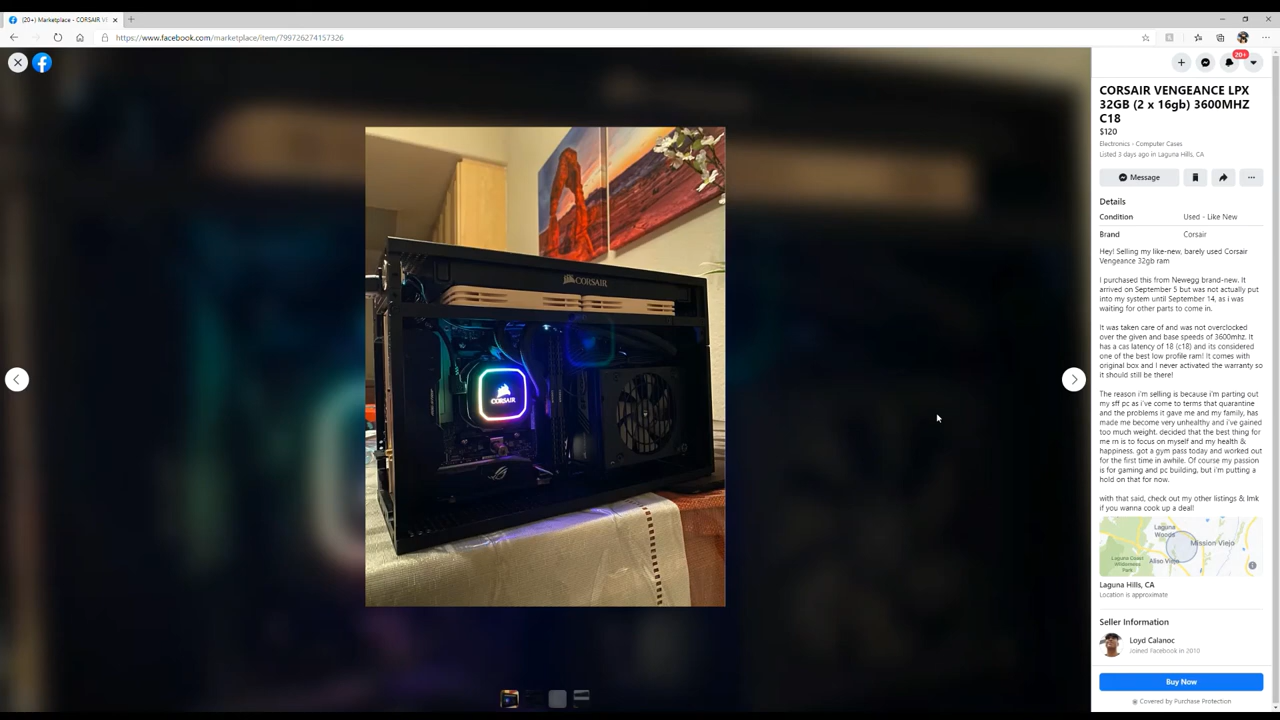 (20+) Marketplace - CORSAIR VE
https://www.facebook.com/marketplace/item/799726274157326
20+
CORSAIR VENGEANCE LPX
32GB (2 x 16gb) 3600MHZ
C18
$120
Electronics - Computer Cases
Listed 3 days ago in Laguna Hills, CA
Message
Details
Condition Used - Like New
Brand Corsair
Hey! Selling my like-new, barely used Corsair
Vengeance 32gb ram
I purchased this from Newegg brand-new. It
arrived on September 5 but was not actually put
into my system until September 14, as i was
waiting for other parts to come in.
It was taken care of and was not overclocked
over the given and base speeds of 3600mhz. It
has a cas latency of 18 (c18) and its considered
one of the best low profile ram! It comes with
original box and I never activated the warranty so
it should still be there!
The reason i'm selling is because i'm parting out
my sff pc as i've come to terms that quarantine
and the problems it gave me and my family, has
made me become very unhealthy and i've gained
too much weight. decided that the best thing for
me rn is to focus on myself and my health &
happiness. got a gym pass today and worked out
for the first time in awhile. Of course my passion
is for gaming and pc building, but i'm putting a
hold on that for now.
with that said, check out my other listings & lmk
if you wanna cook up a deal!
Laguna
Woods
Mission Viejo
Laguna Coast
Wilderness
Park
Aliso Viejo
Laguna Hills, CA
Location is approximate
Seller Information
Loyd Calanoc
Joined Facebook in 2010
Buy Now
Covered by Purchase Protection
CORSAIR
CORSAIR